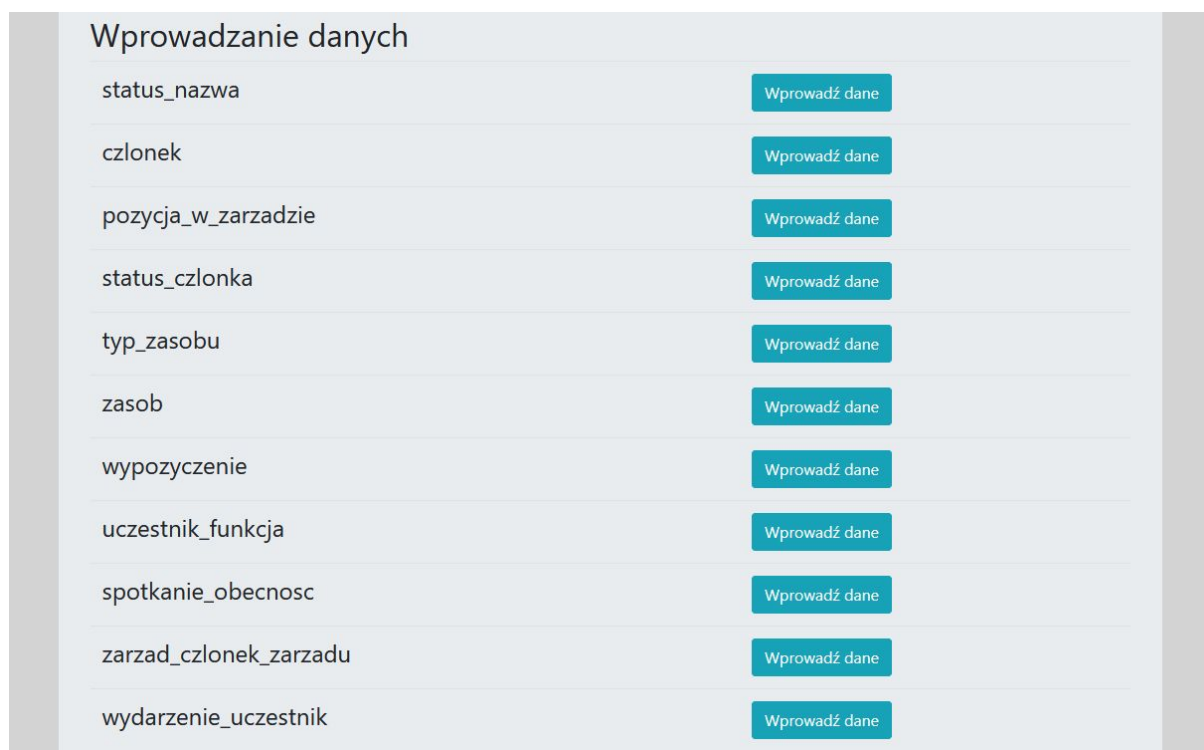 Wprowadzanie danych
status_nazwa Wprowadź dane
czlonek Wprowadź dane
pozycja_w_zarzadzie Wprowadź dane
status_czlonka Wprowadź dane
typ_zasobu Wprowadź dane
zasob Wprowadź dane
wypozyczenie Wprowadź dane
uczestnik_funkcja Wprowadź dane
spotkanie_obecnosc Wprowadź dane
zarzad_czlonek_zarzadu Wprowadź dane
wydarzenie_uczestnik Wprowadź dane